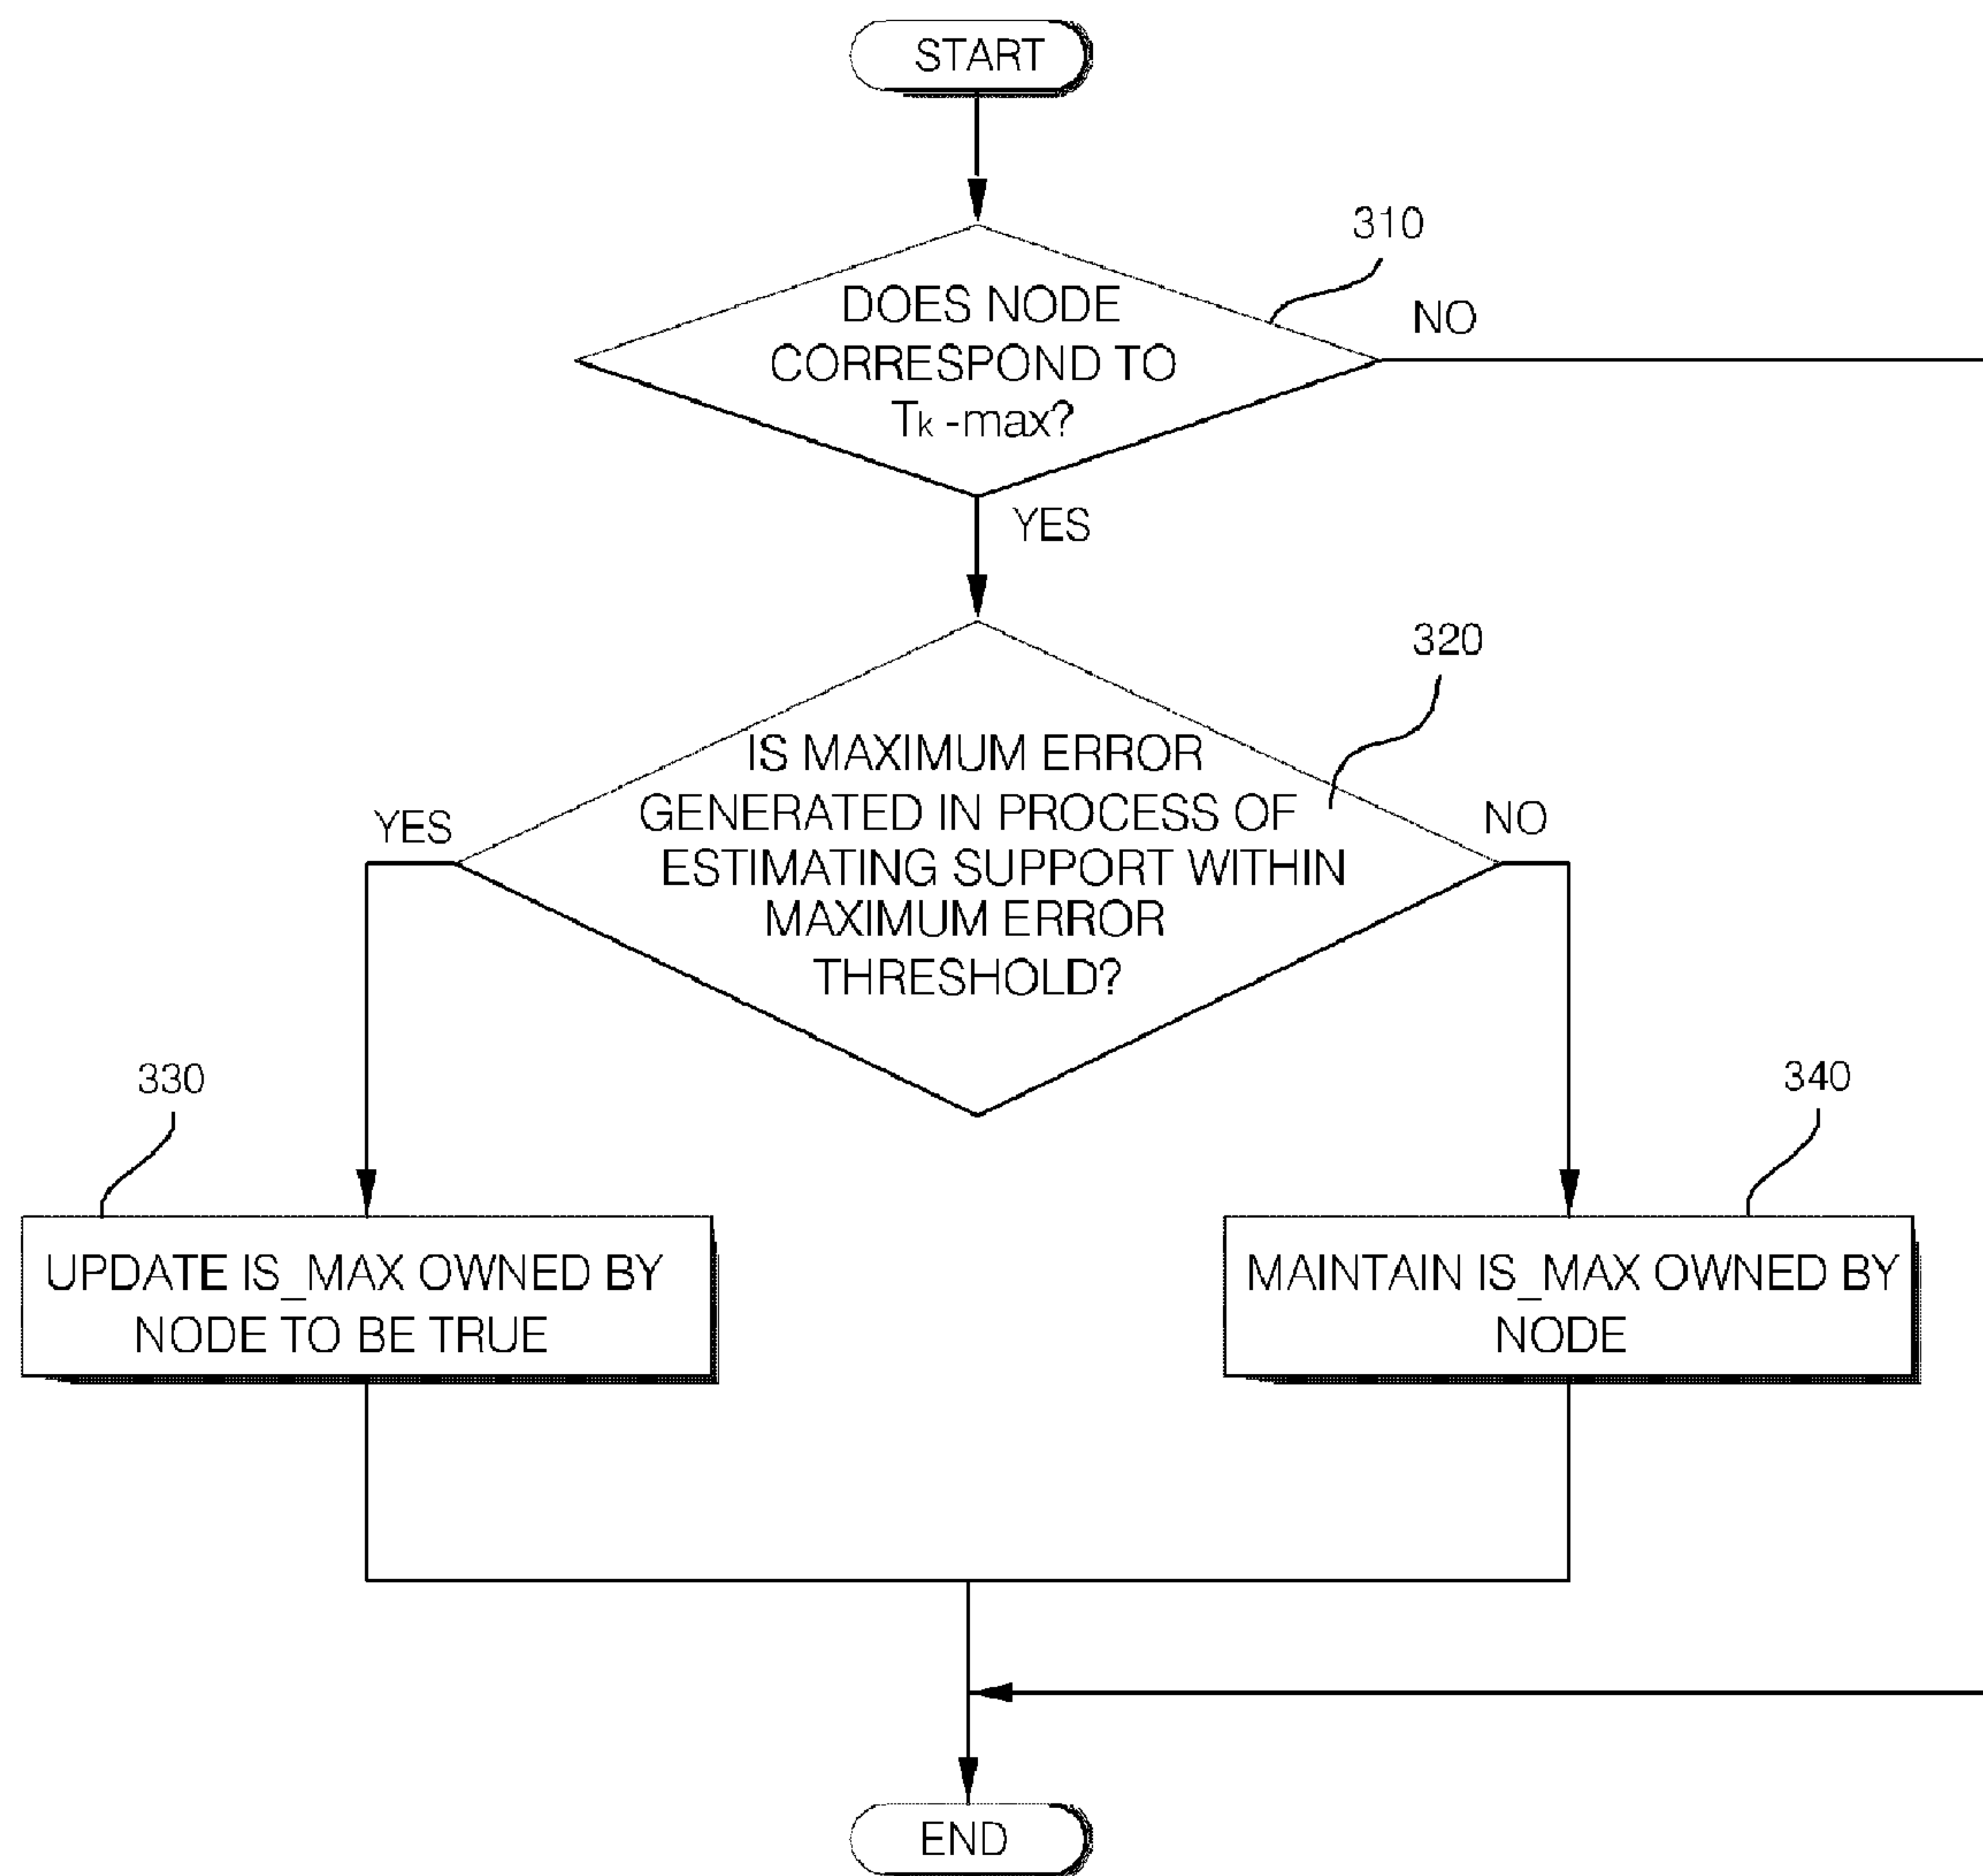 START
310
DOES NODE
CORRESPOND TO
Tk -max?
NO
YES
320
IS MAXIMUM ERROR
GENERATED IN PROCESS OF
ESTIMATING SUPPORT WITHIN
MAXIMUM ERROR
THRESHOLD?
YES
NO
330
340
UPDATE IS_MAX OWNED BY
NODE TO BE TRUE
MAINTAIN IS_MAX OWNED BY
NODE
END